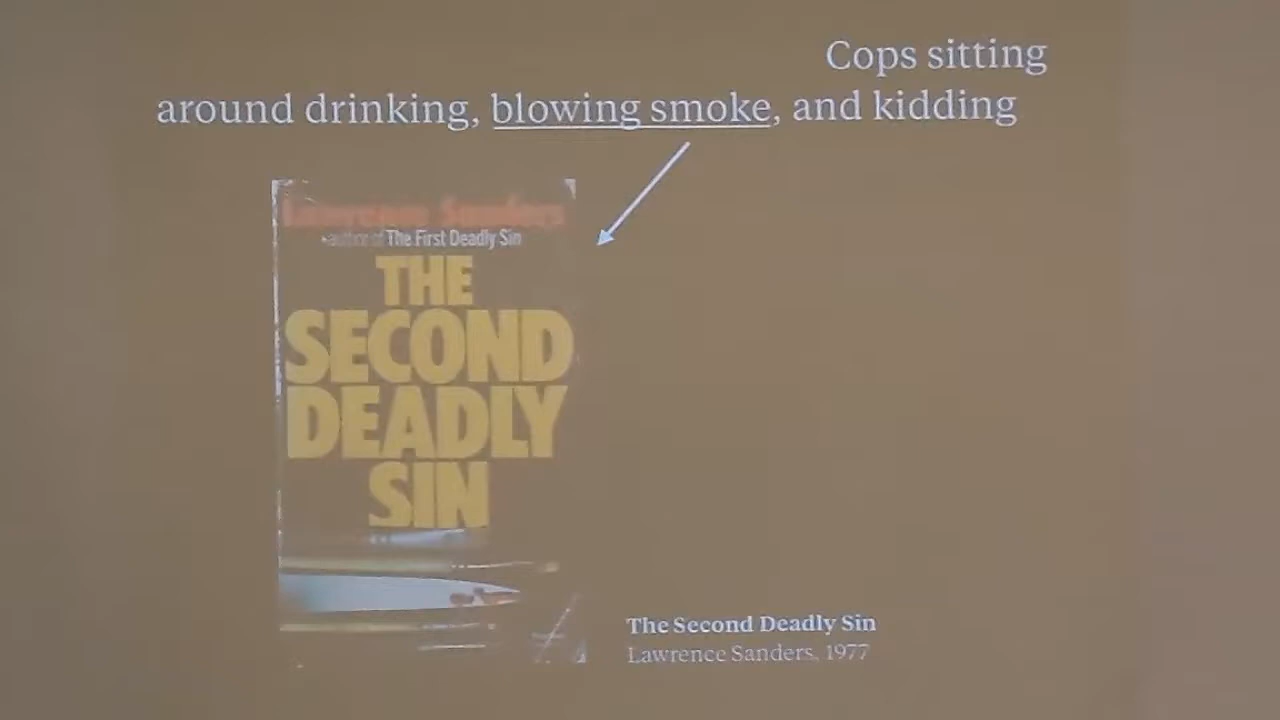 Cops sitting
around drinking, blowing smoke, and kidding
Lawrence Sanders
author of The First Deadly Sin
THE
SECOND
DEADLY
SIN
The Second Deadly Sin
Lawrence Sanders, 1977